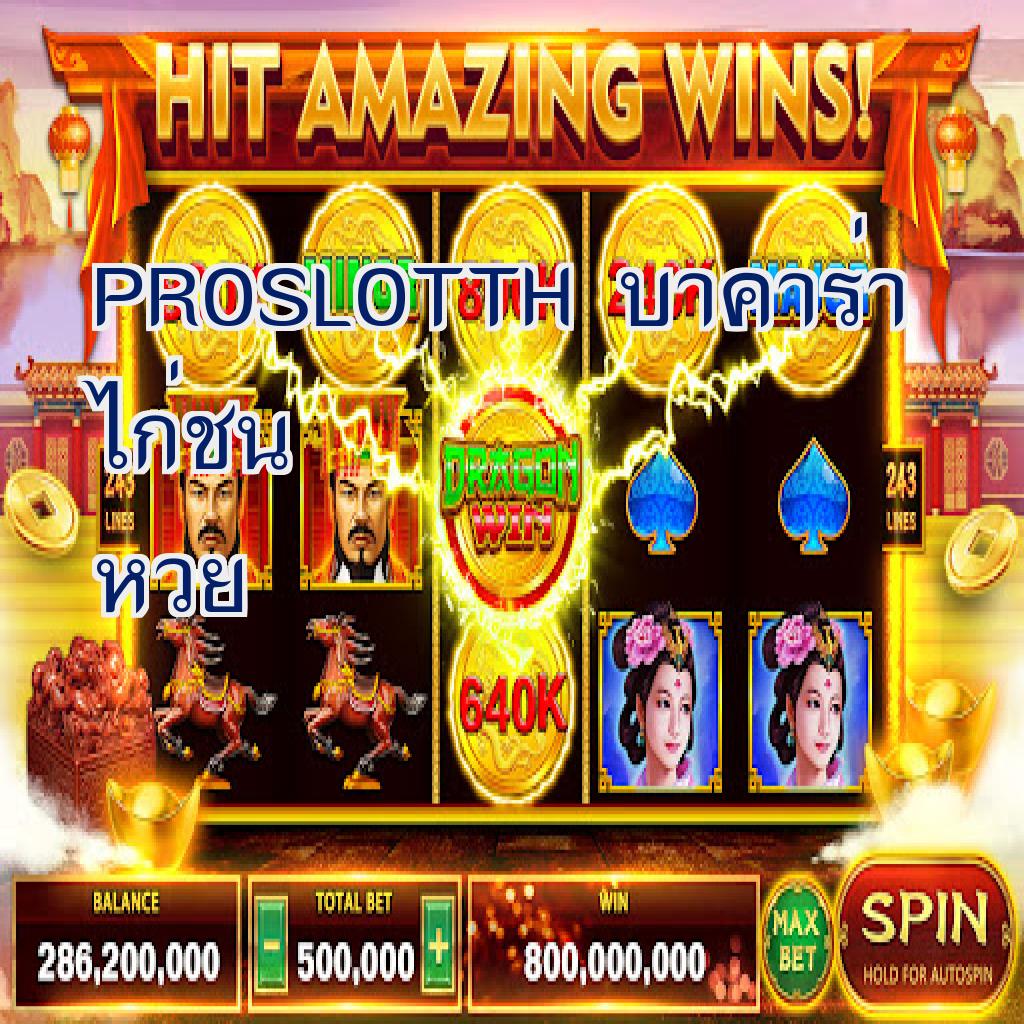 HIT AMAZING WINS!
PROSLOTTH บาคาร่า
ไก่ชน
243
LINES
243
LINES
DRAGON
WIN
หวย
640K
BALANCE
TOTAL BET
WIN
286,200,000
-
500,000
+
800,000,000
MAX
BET
SPIN
HOLD FOR AUTOSPIN